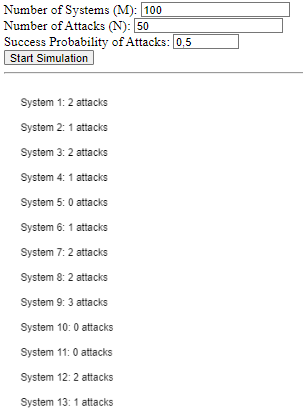 Number of Systems (M): 100
Number of Attacks (N): 50
Success Probability of Attacks: 0,5
Start Simulation
System 1: 2 attacks
System 2: 1 attacks
System 3: 2 attacks
System 4: 1 attacks
System 5: 0 attacks
System 6: 1 attacks
System 7: 2 attacks
System 8: 2 attacks
System 9: 3 attacks
System 10: 0 attacks
System 11: 0 attacks
System 12: 2 attacks
System 13: 1 attacks